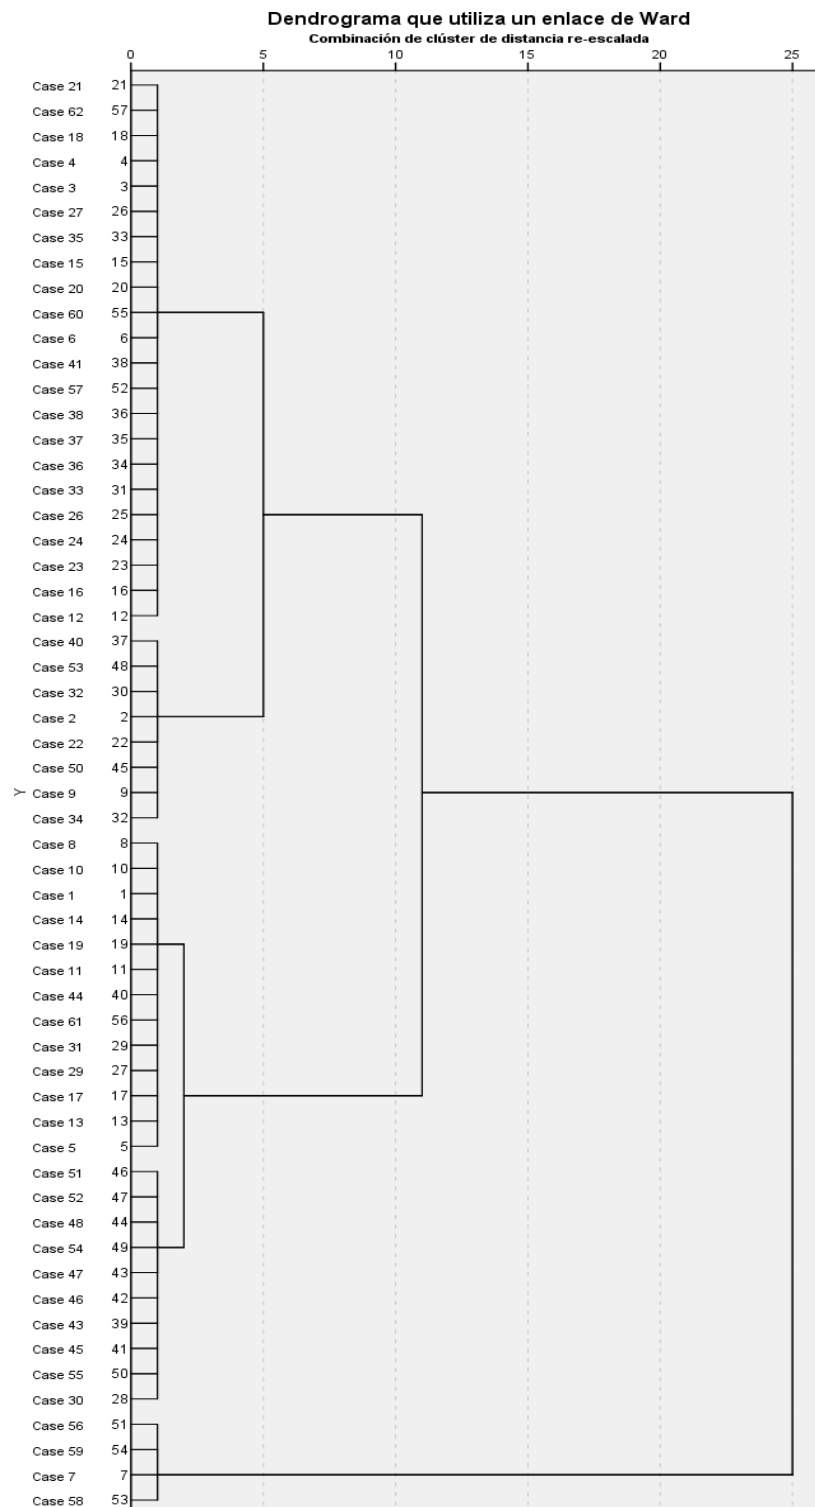 Dendrograma que utiliza un enlace de Ward
Combinación de clúster de distancia re-escalada
0 5 10 15 20 25
Case 21 21
Case 62 57
Case 18 18
Case 4 4
Case 3 3
Case 27 26
Case 35 33
Case 15 15
Case 20 20
Case 60 55
Case 6 6
Case 41 38
Case 57 52
Case 38 36
Case 37 35
Case 36 34
Case 33 31
Case 26 25
Case 24 24
Case 23 23
Case 16 16
Case 12 12
Case 40 37
Case 53 48
Case 32 30
Case 2 2
Case 22 22
Case 50 45
Y Case 9 9
Case 34 32
Case 8 8
Case 10 10
Case 1 1
Case 14 14
Case 19 19
Case 11 11
Case 44 40
Case 61 56
Case 31 29
Case 29 27
Case 17 17
Case 13 13
Case 5 5
Case 51 46
Case 52 47
Case 48 44
Case 54 49
Case 47 43
Case 46 42
Case 43 39
Case 45 41
Case 55 50
Case 30 28
Case 56 51
Case 59 54
Case 7 7
Case 58 53